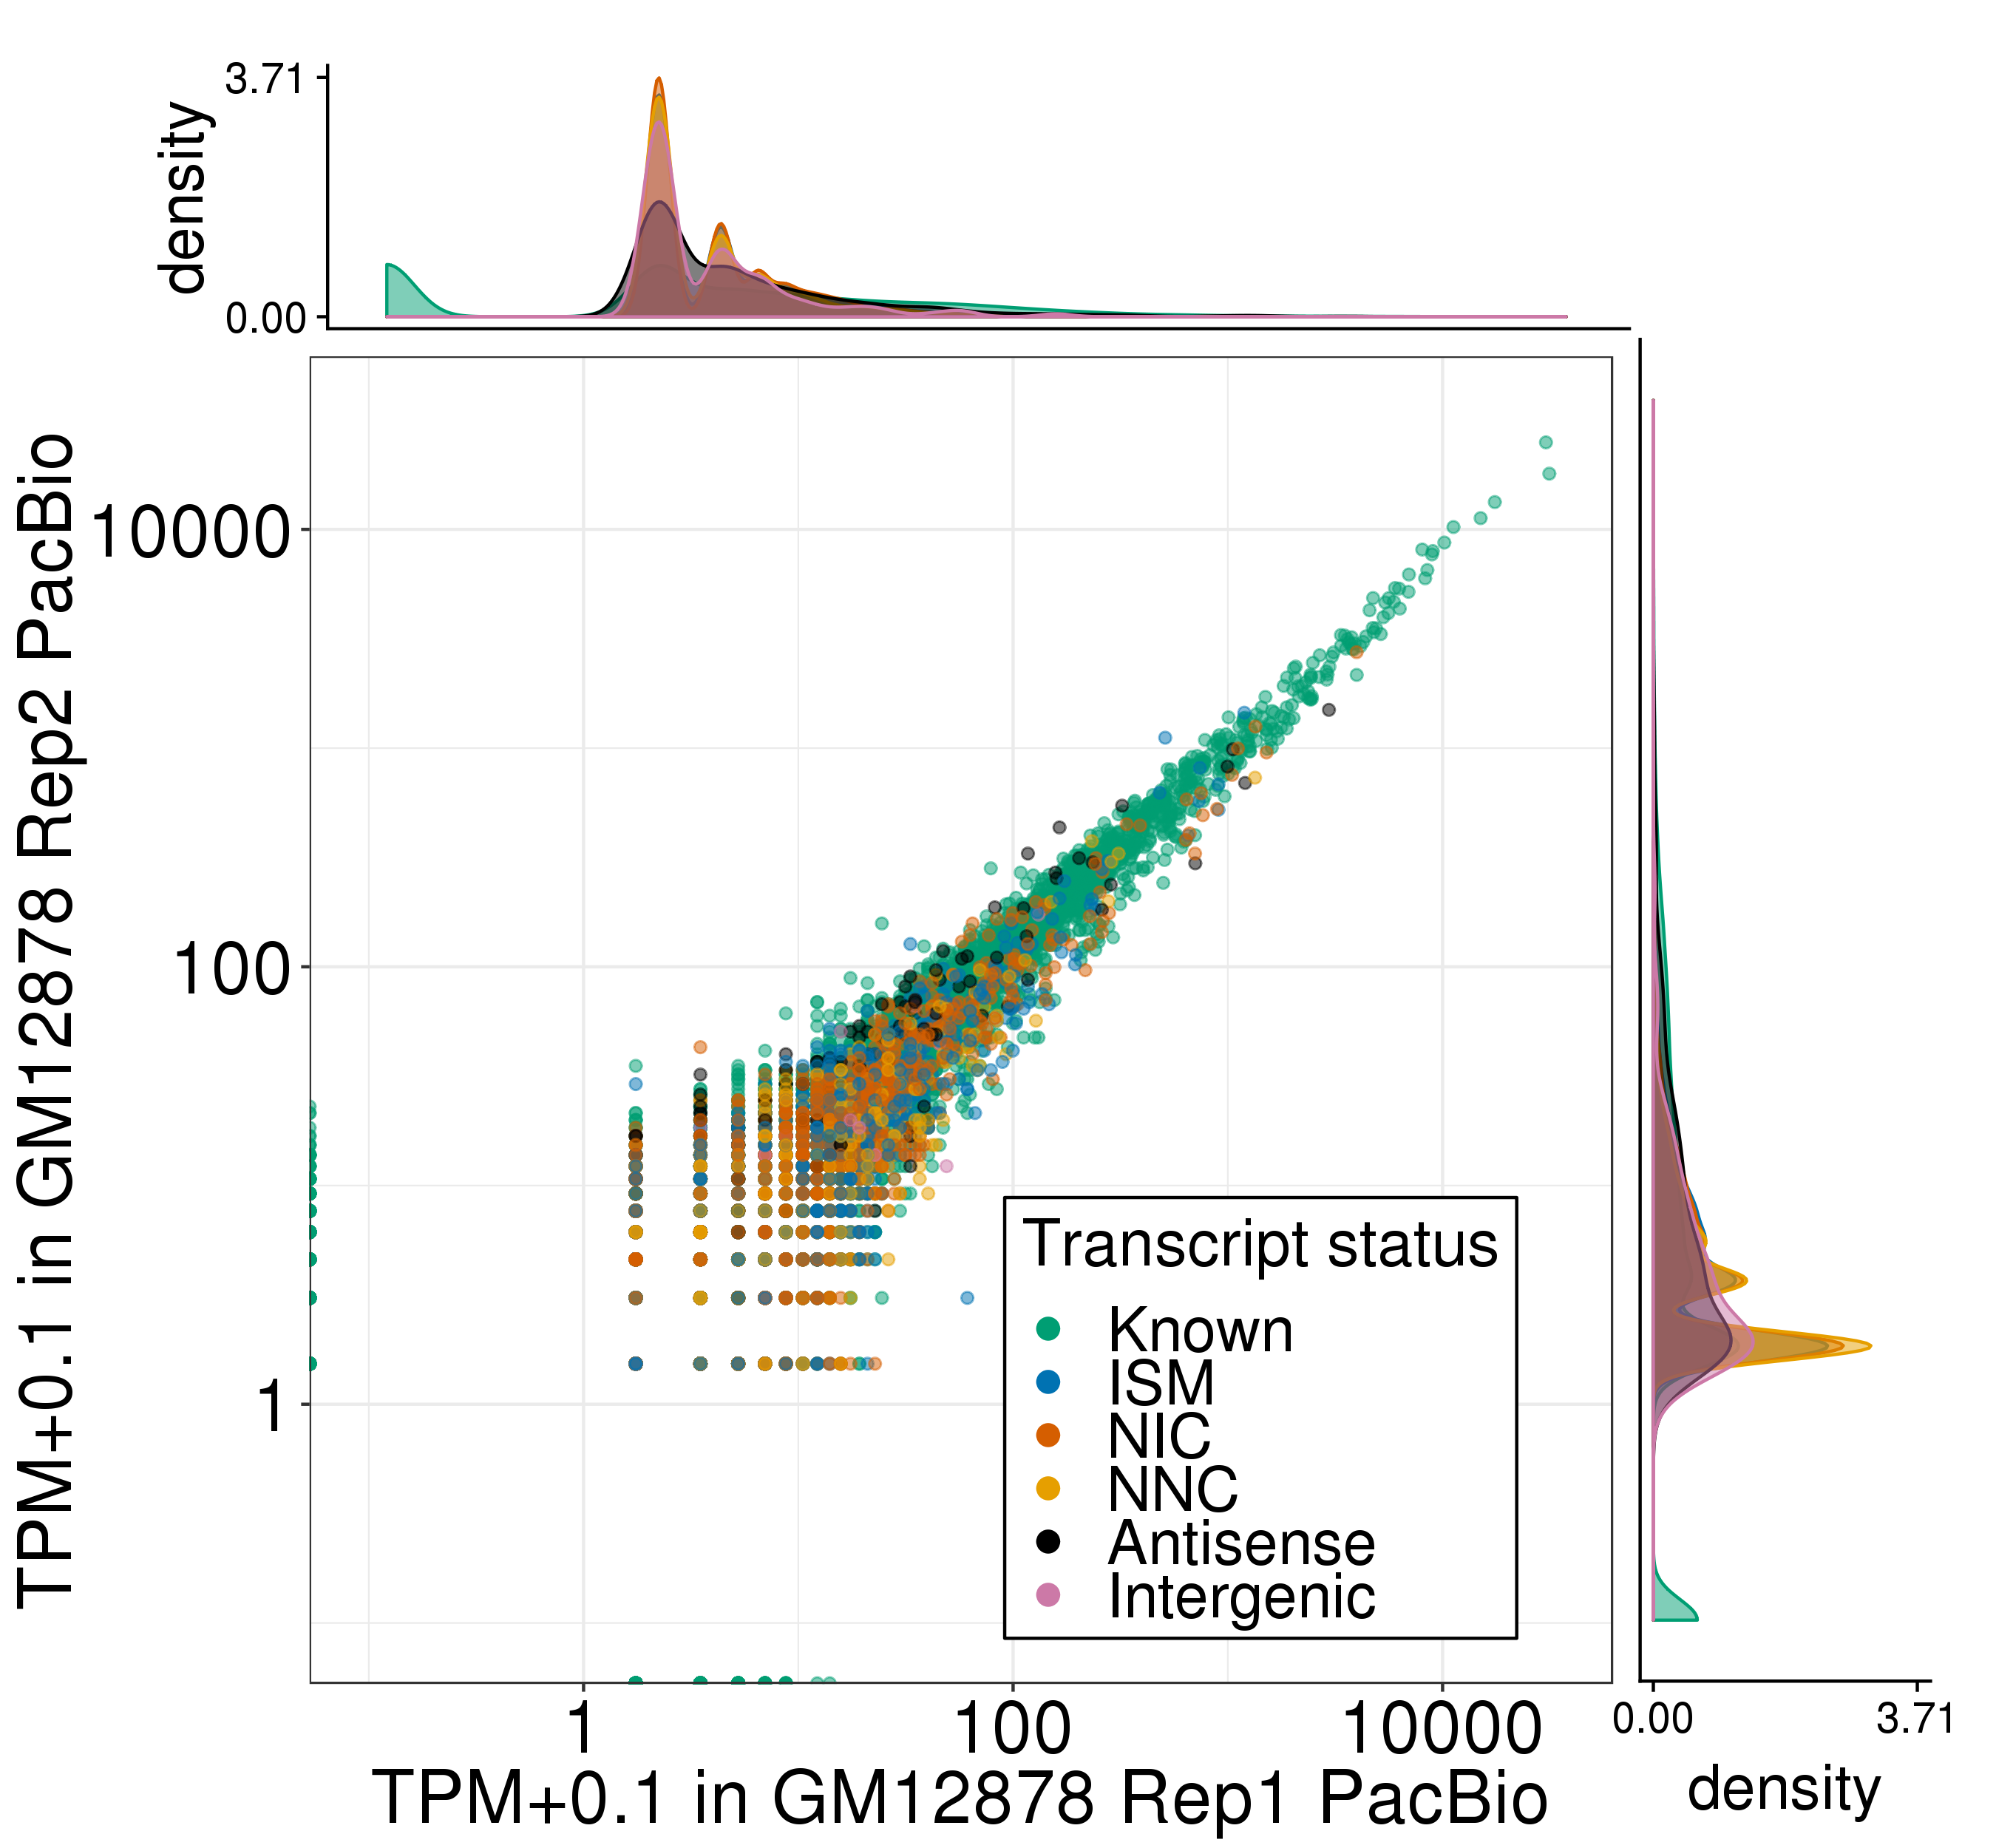 3.71
0.00
density
TPM+0.1 in GM12878 Rep2 PacBio
10000
100
1
Transcript status
Known
ISM
NIC
NNC
Antisense
Intergenic
1
100
10000
TPM+0.1 in GM12878 Rep1 PacBio
0.00
3.71
density